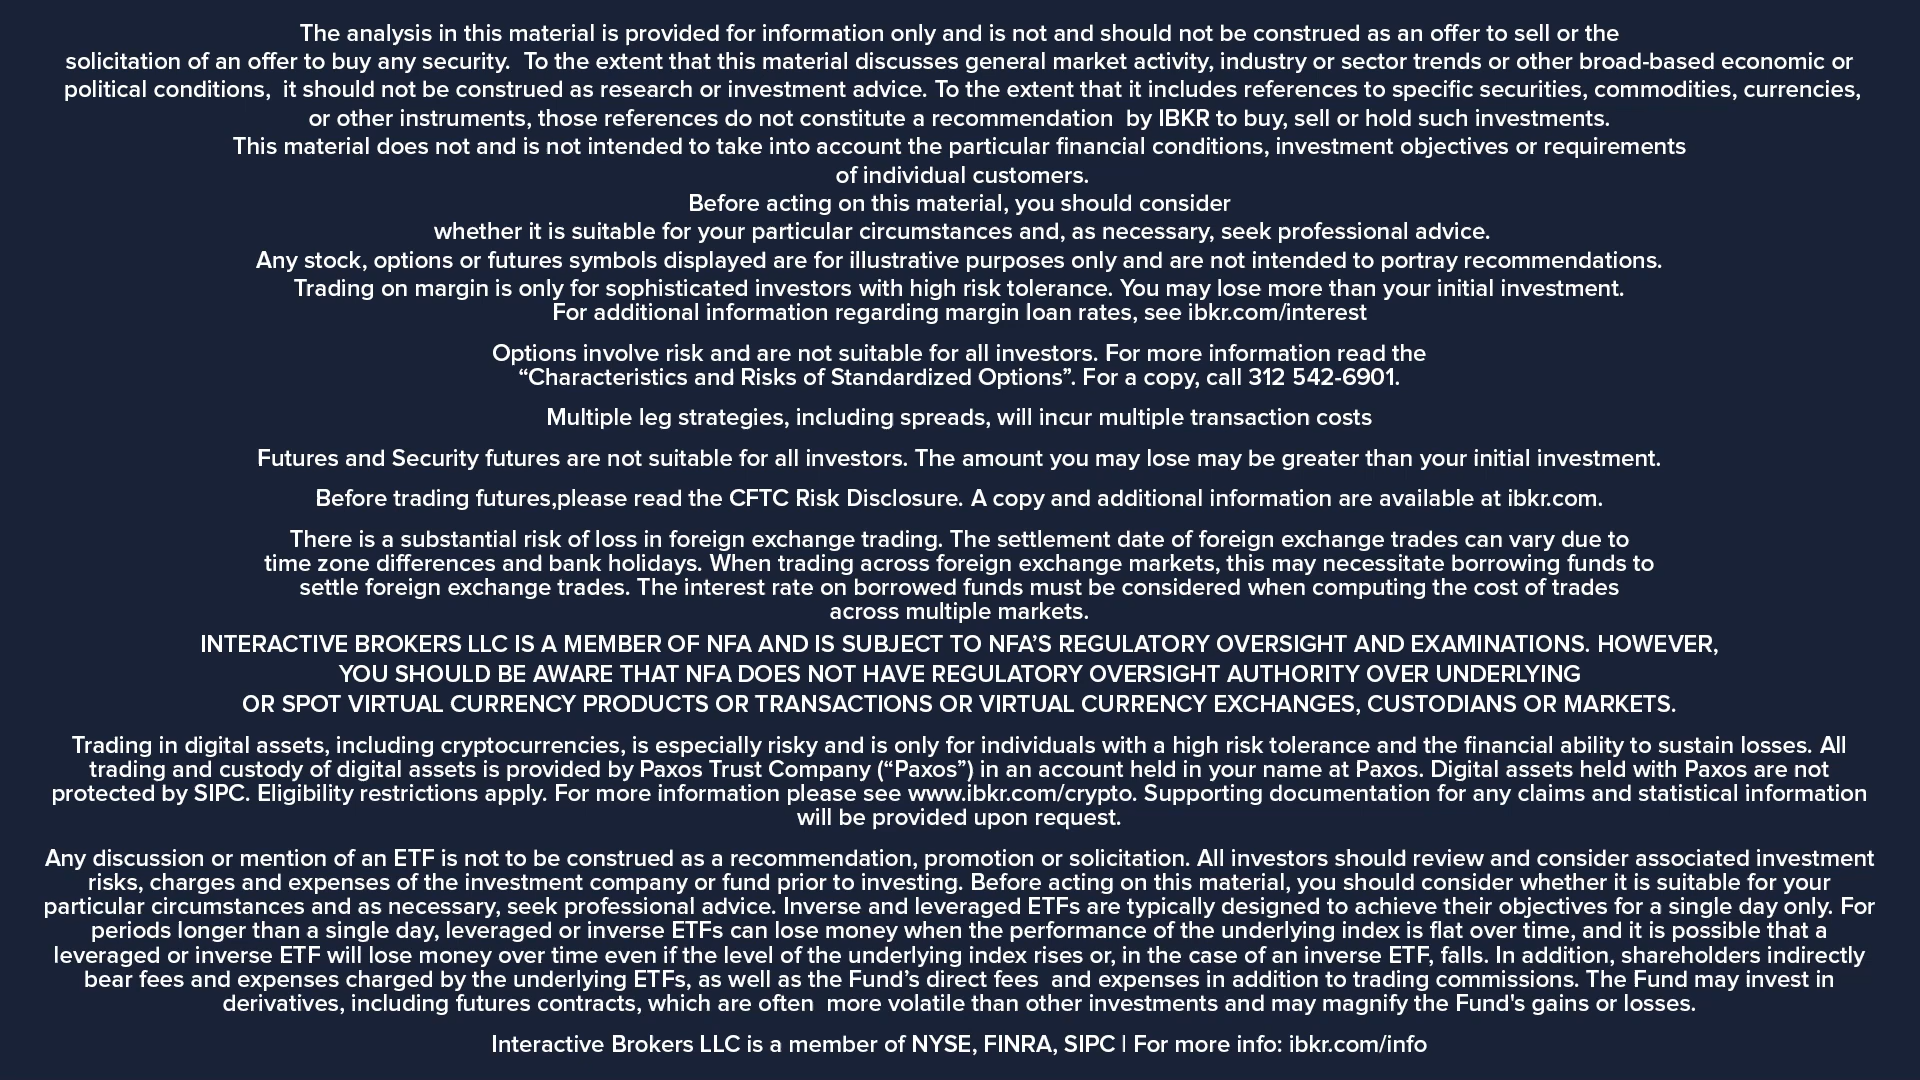 The analysis in this material is provided for information only and is not and should not be construed as an offer to sell or the
solicitation of an offer to buy any security.  To the extent that this material discusses general market activity, industry or sector trends or other broad-based economic or
political conditions,  it should not be construed as research or investment advice. To the extent that it includes references to specific securities, commodities, currencies,
or other instruments, those references do not constitute a recommendation  by IBKR to buy, sell or hold such investments.
This material does not and is not intended to take into account the particular financial conditions, investment objectives or requirements
of individual customers.
Before acting on this material, you should consider
whether it is suitable for your particular circumstances and, as necessary, seek professional advice.
Any stock, options or futures symbols displayed are for illustrative purposes only and are not intended to portray recommendations.
Trading on margin is only for sophisticated investors with high risk tolerance. You may lose more than your initial investment.
For additional information regarding margin loan rates, see ibkr.com/interest
Options involve risk and are not suitable for all investors. For more information read the
“Characteristics and Risks of Standardized Options”. For a copy, call 312 542-6901.
Multiple leg strategies, including spreads, will incur multiple transaction costs
Futures and Security futures are not suitable for all investors. The amount you may lose may be greater than your initial investment.
Before trading futures,please read the CFTC Risk Disclosure. A copy and additional information are available at ibkr.com.
There is a substantial risk of loss in foreign exchange trading. The settlement date of foreign exchange trades can vary due to
time zone differences and bank holidays. When trading across foreign exchange markets, this may necessitate borrowing funds to
settle foreign exchange trades. The interest rate on borrowed funds must be considered when computing the cost of trades
across multiple markets.
INTERACTIVE BROKERS LLC IS A MEMBER OF NFA AND IS SUBJECT TO NFA’S REGULATORY OVERSIGHT AND EXAMINATIONS. HOWEVER,
YOU SHOULD BE AWARE THAT NFA DOES NOT HAVE REGULATORY OVERSIGHT AUTHORITY OVER UNDERLYING
OR SPOT VIRTUAL CURRENCY PRODUCTS OR TRANSACTIONS OR VIRTUAL CURRENCY EXCHANGES, CUSTODIANS OR MARKETS.
Trading in digital assets, including cryptocurrencies, is especially risky and is only for individuals with a high risk tolerance and the financial ability to sustain losses. All
trading and custody of digital assets is provided by Paxos Trust Company (“Paxos”) in an account held in your name at Paxos. Digital assets held with Paxos are not
protected by SIPC. Eligibility restrictions apply. For more information please see www.ibkr.com/crypto. Supporting documentation for any claims and statistical information
will be provided upon request.
Any discussion or mention of an ETF is not to be construed as a recommendation, promotion or solicitation. All investors should review and consider associated investment
risks, charges and expenses of the investment company or fund prior to investing. Before acting on this material, you should consider whether it is suitable for your
particular circumstances and as necessary, seek professional advice. Inverse and leveraged ETFs are typically designed to achieve their objectives for a single day only. For
periods longer than a single day, leveraged or inverse ETFs can lose money when the performance of the underlying index is flat over time, and it is possible that a
leveraged or inverse ETF will lose money over time even if the level of the underlying index rises or, in the case of an inverse ETF, falls. In addition, shareholders indirectly
bear fees and expenses charged by the underlying ETFs, as well as the Fund’s direct fees  and expenses in addition to trading commissions. The Fund may invest in
derivatives, including futures contracts, which are often  more volatile than other investments and may magnify the Fund's gains or losses.
Interactive Brokers LLC is a member of NYSE, FINRA, SIPC | For more info: ibkr.com/info